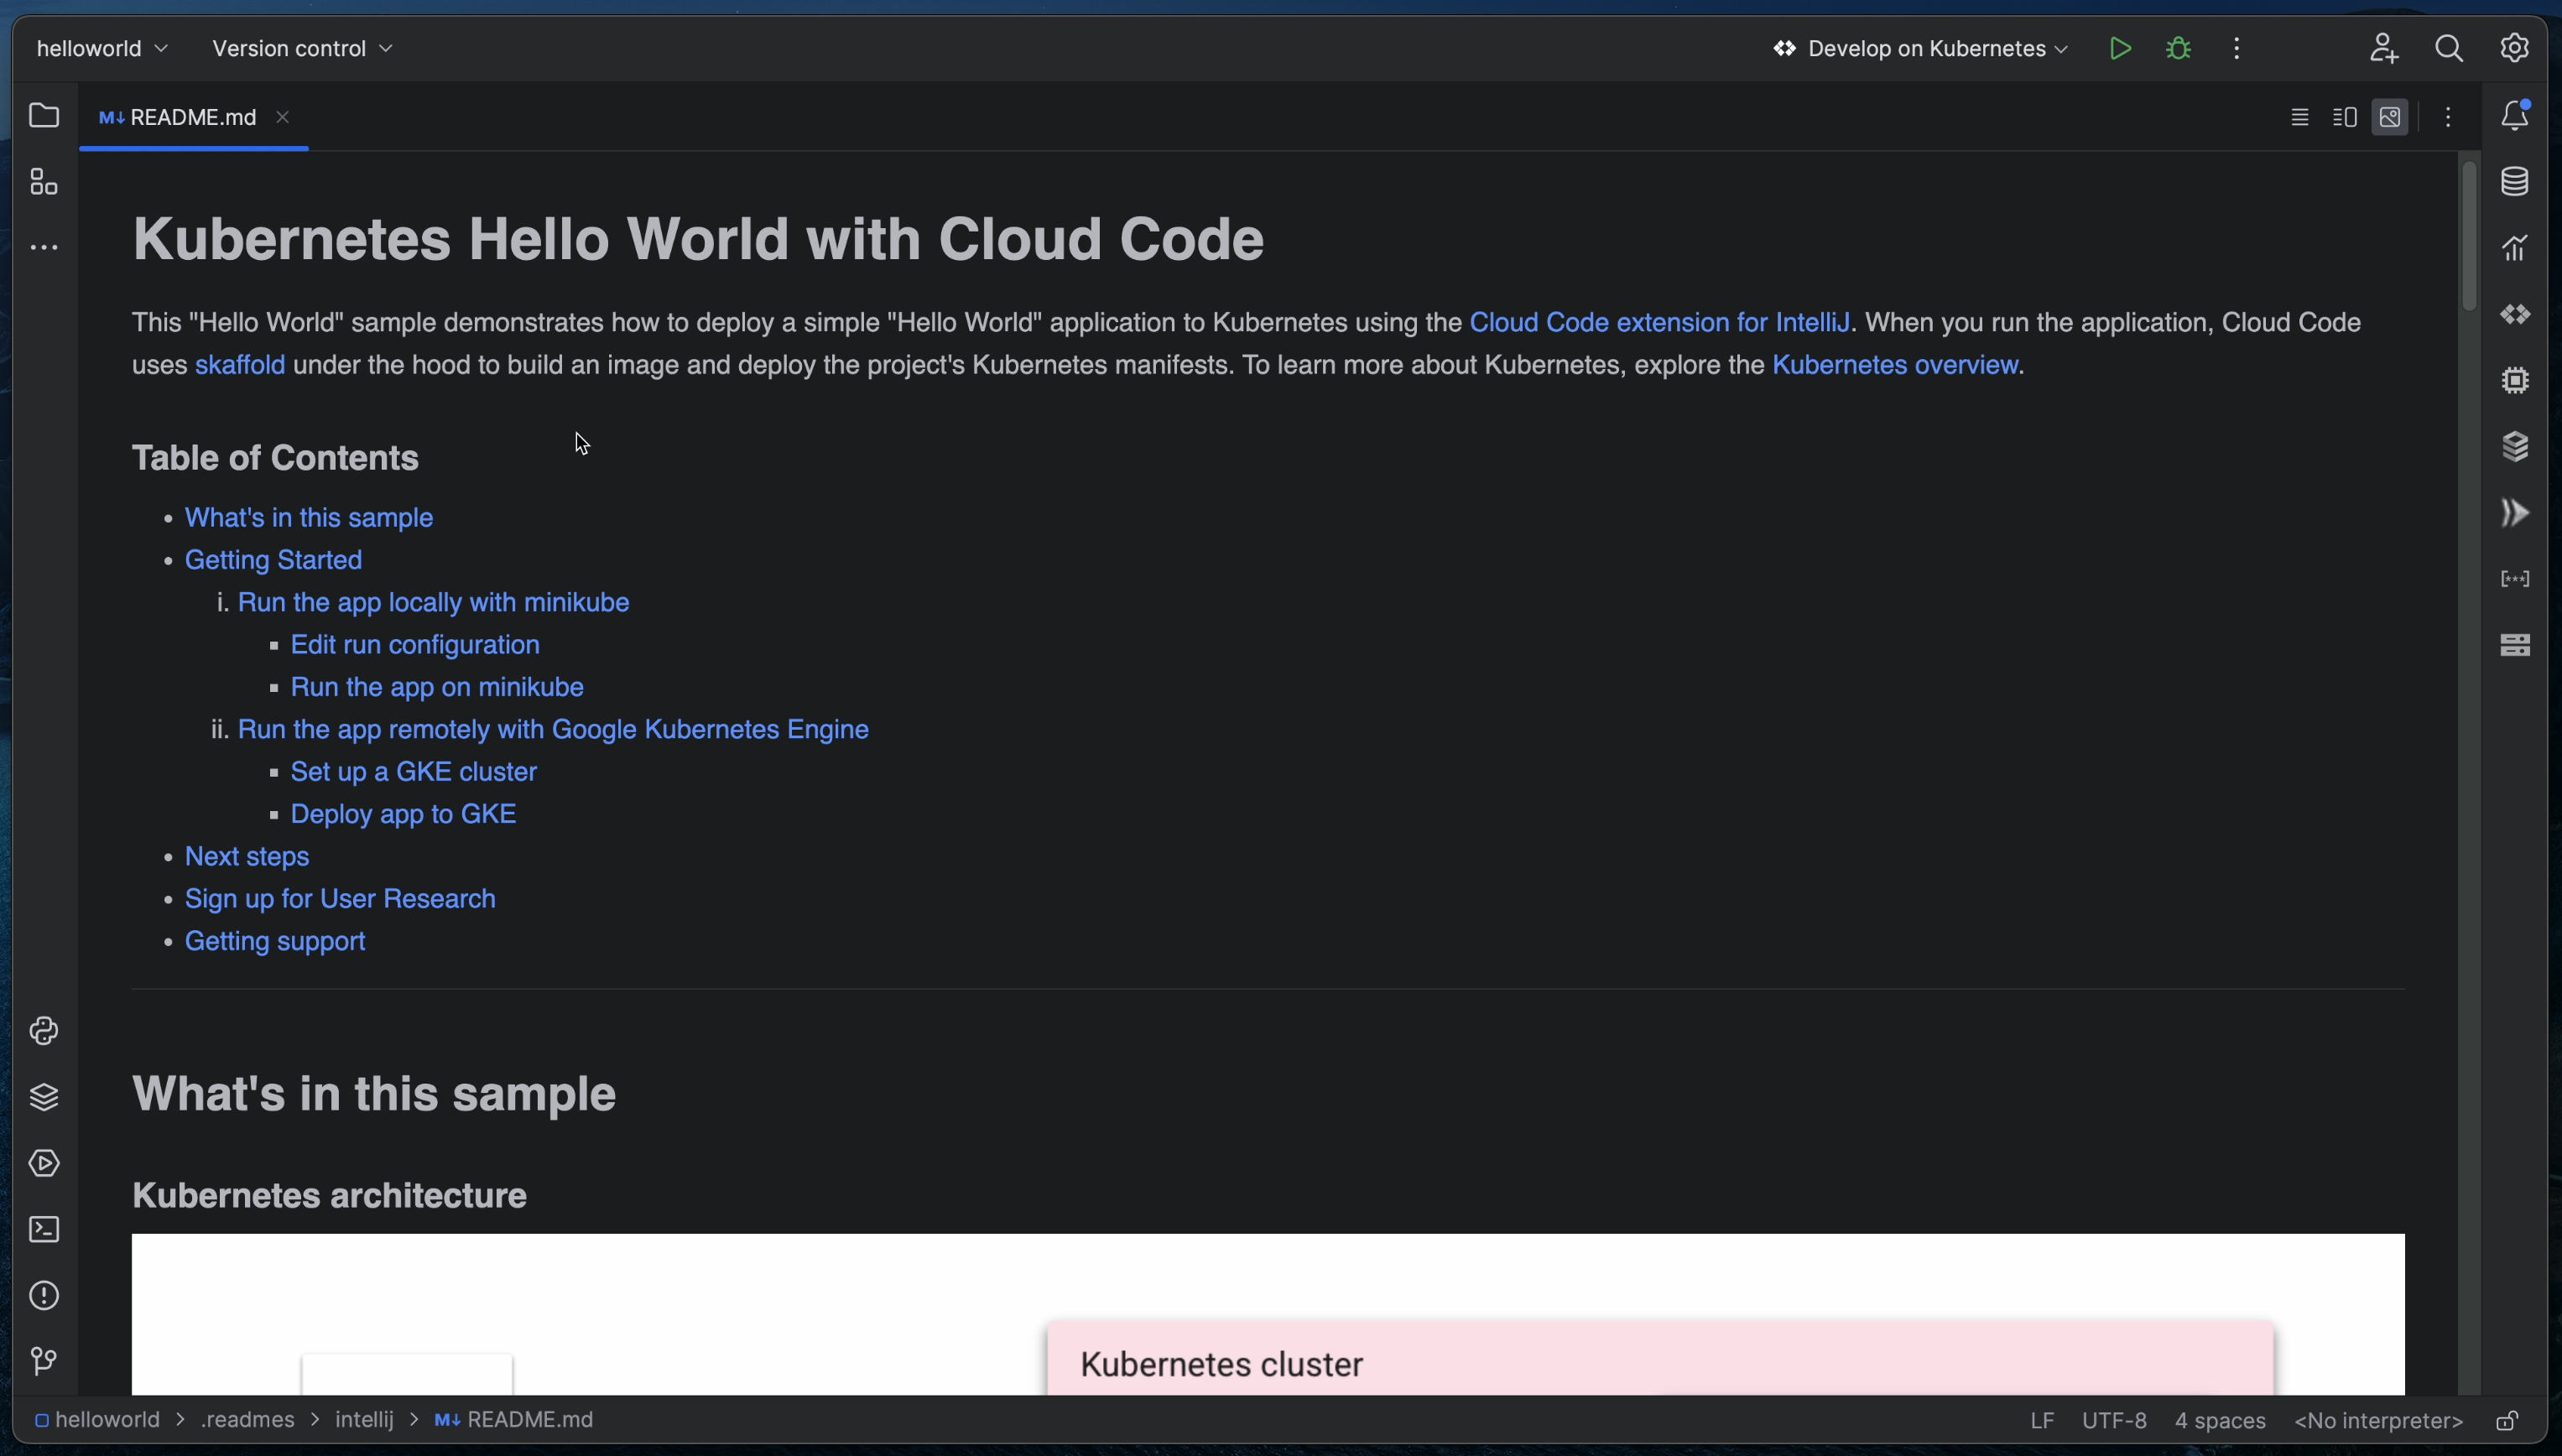 helloworld
Version control
Develop on Kubernetes
M↓ README.md
Kubernetes Hello World with Cloud Code
This "Hello World" sample demonstrates how to deploy a simple "Hello World" application to Kubernetes using the Cloud Code extension for IntelliJ. When you run the application, Cloud Code
uses skaffold under the hood to build an image and deploy the project's Kubernetes manifests. To learn more about Kubernetes, explore the Kubernetes overview.
Table of Contents
• What's in this sample
• Getting Started
i. Run the app locally with minikube
▪ Edit run configuration
▪ Run the app on minikube
ii. Run the app remotely with Google Kubernetes Engine
▪ Set up a GKE cluster
▪ Deploy app to GKE
• Next steps
• Sign up for User Research
• Getting support
What's in this sample
Kubernetes architecture
Kubernetes cluster
helloworld > .readmes > intellij > M↓ README.md
LF UTF-8 4 spaces <No interpreter>